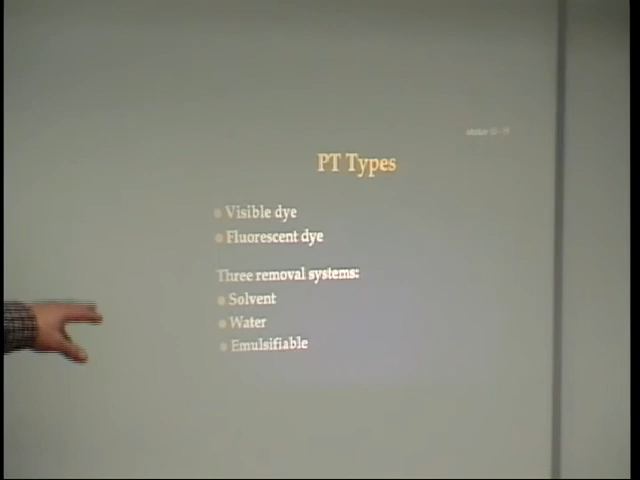 PT Types
Visible dye
Fluorescent dye
Three removal systems:
Solvent
Water
Emulsifiable